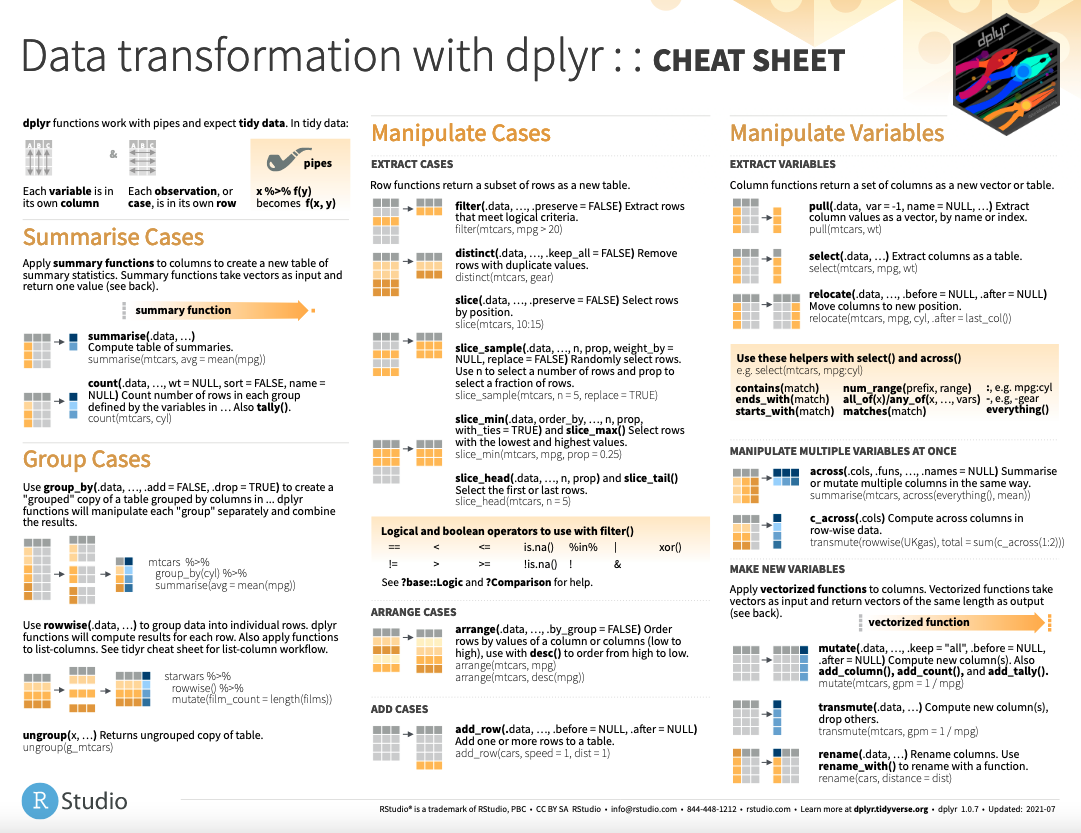 Data transformation with dplyr : : CHEAT SHEET
dplyr
dplyr functions work with pipes and expect tidy data. In tidy data:
A B C
&
A B C
pipes
Each variable is in
its own column
Each observation, or
case, is in its own row
x %>% f(y)
becomes f(x, y)
Summarise Cases
Apply summary functions to columns to create a new table of
summary statistics. Summary functions take vectors as input and
return one value (see back).
summary function
summarise(.data, …)
Compute table of summaries.
summarise(mtcars, avg = mean(mpg))
count(.data, …, wt = NULL, sort = FALSE, name =
NULL) Count number of rows in each group
defined by the variables in … Also tally().
count(mtcars, cyl)
Group Cases
Use group_by(.data, …, .add = FALSE, .drop = TRUE) to create a
"grouped" copy of a table grouped by columns in ... dplyr
functions will manipulate each "group" separately and combine
the results.
mtcars %>%
group_by(cyl) %>%
summarise(avg = mean(mpg))
Use rowwise(.data, …) to group data into individual rows. dplyr
functions will compute results for each row. Also apply functions
to list-columns. See tidyr cheat sheet for list-column workflow.
starwars %>%
rowwise() %>%
mutate(film_count = length(films))
ungroup(x, …) Returns ungrouped copy of table.
ungroup(g_mtcars)
Manipulate Cases
EXTRACT CASES
Row functions return a subset of rows as a new table.
filter(.data, …, .preserve = FALSE) Extract rows
that meet logical criteria.
filter(mtcars, mpg > 20)
distinct(.data, …, .keep_all = FALSE) Remove
rows with duplicate values.
distinct(mtcars, gear)
slice(.data, …, .preserve = FALSE) Select rows
by position.
slice(mtcars, 10:15)
slice_sample(.data, …, n, prop, weight_by =
NULL, replace = FALSE) Randomly select rows.
Use n to select a number of rows and prop to
select a fraction of rows.
slice_sample(mtcars, n = 5, replace = TRUE)
slice_min(.data, order_by, …, n, prop,
with_ties = TRUE) and slice_max() Select rows
with the lowest and highest values.
slice_min(mtcars, mpg, prop = 0.25)
slice_head(.data, …, n, prop) and slice_tail()
Select the first or last rows.
slice_head(mtcars, n = 5)
Logical and boolean operators to use with filter()
== < <= is.na() %in% | xor()
!= > >= !is.na() ! &
See ?base::Logic and ?Comparison for help.
ARRANGE CASES
arrange(.data, …, .by_group = FALSE) Order
rows by values of a column or columns (low to
high), use with desc() to order from high to low.
arrange(mtcars, mpg)
arrange(mtcars, desc(mpg))
ADD CASES
add_row(.data, …, .before = NULL, .after = NULL)
Add one or more rows to a table.
add_row(cars, speed = 1, dist = 1)
Manipulate Variables
EXTRACT VARIABLES
Column functions return a set of columns as a new vector or table.
pull(.data, var = -1, name = NULL, …) Extract
column values as a vector, by name or index.
pull(mtcars, wt)
select(.data, …) Extract columns as a table.
select(mtcars, mpg, wt)
relocate(.data, …, .before = NULL, .after = NULL)
Move columns to new position.
relocate(mtcars, mpg, cyl, .after = last_col())
Use these helpers with select() and across()
e.g. select(mtcars, mpg:cyl)
contains(match) num_range(prefix, range) :, e.g. mpg:cyl
ends_with(match) all_of(x)/any_of(x, …, vars) -, e.g, -gear
starts_with(match) matches(match) everything()
MANIPULATE MULTIPLE VARIABLES AT ONCE
across(.cols, .funs, …, .names = NULL) Summarise
or mutate multiple columns in the same way.
summarise(mtcars, across(everything(), mean))
c_across(.cols) Compute across columns in
row-wise data.
transmute(rowwise(UKgas), total = sum(c_across(1:2)))
MAKE NEW VARIABLES
Apply vectorized functions to columns. Vectorized functions take
vectors as input and return vectors of the same length as output
(see back).
vectorized function
mutate(.data, …, .keep = "all", .before = NULL,
.after = NULL) Compute new column(s). Also
add_column(), add_count(), and add_tally().
mutate(mtcars, gpm = 1 / mpg)
transmute(.data, …) Compute new column(s),
drop others.
transmute(mtcars, gpm = 1 / mpg)
rename(.data, …) Rename columns. Use
rename_with() to rename with a function.
rename(cars, distance = dist)
R Studio
RStudio® is a trademark of RStudio, PBC • CC BY SA RStudio • info@rstudio.com • 844-448-1212 • rstudio.com • Learn more at dplyr.tidyverse.org • dplyr 1.0.7 • Updated: 2021-07